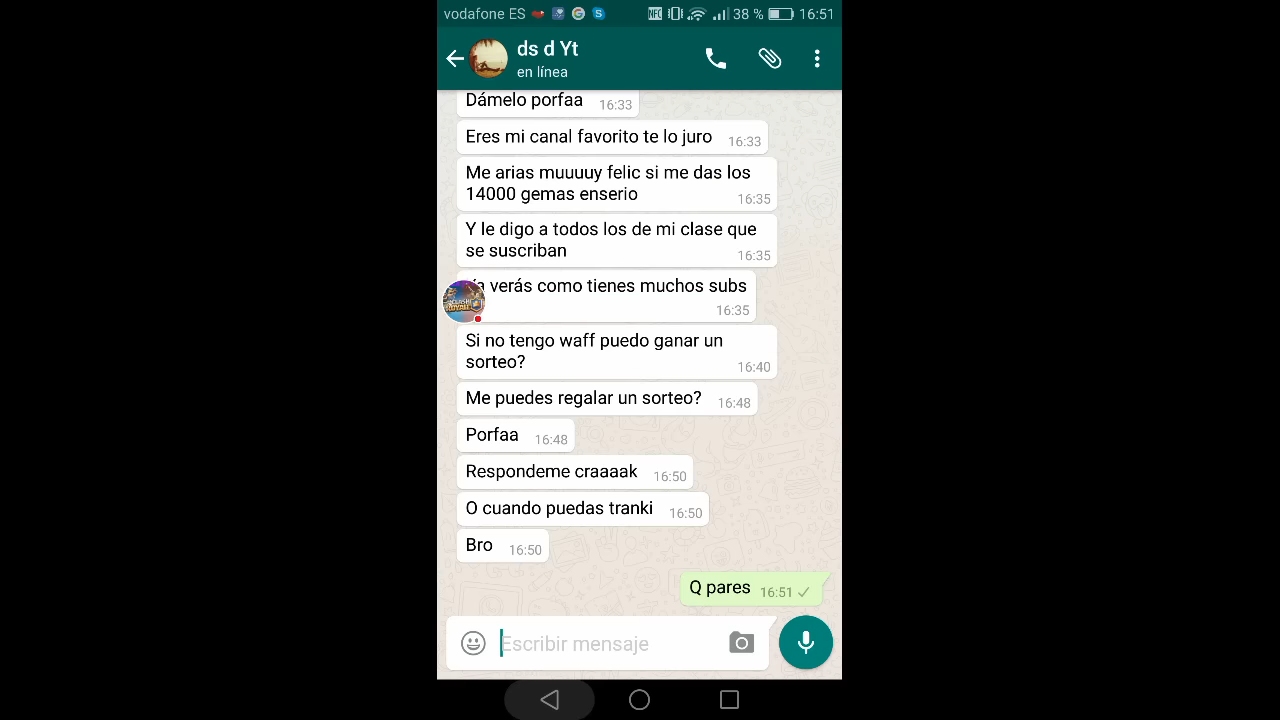 vodafone ES 38 % 16:51
ds d Yt
en línea
Dámelo porfaa 16:33
Eres mi canal favorito te lo juro 16:33
Me arias muuuuy felic si me das los
14000 gemas enserio 16:35
Y le digo a todos los de mi clase que
se suscriban 16:35
verás como tienes muchos subs
16:35
Si no tengo waff puedo ganar un
sorteo? 16:40
Me puedes regalar un sorteo? 16:48
Porfaa 16:48
Respondeme craaaak 16:50
O cuando puedas tranki 16:50
Bro 16:50
Q pares 16:51
Escribir mensaje